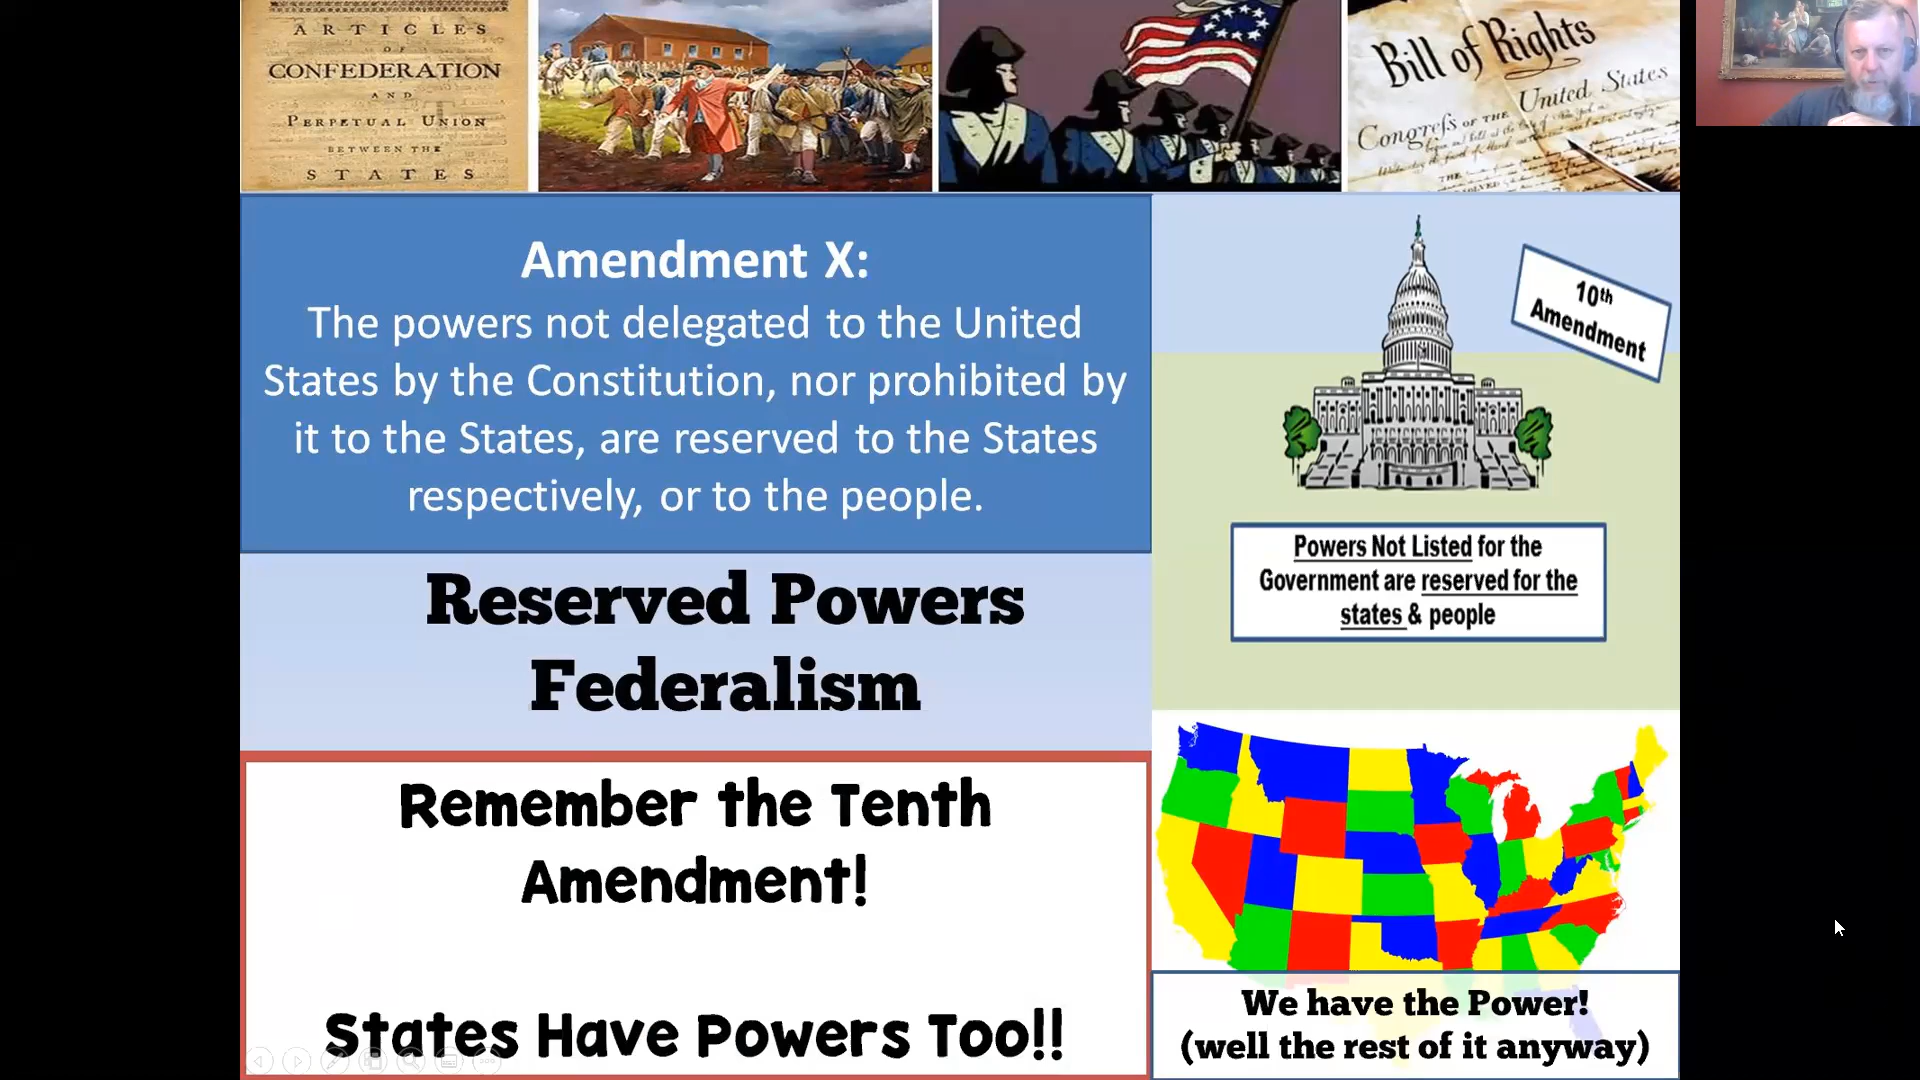 ARTICLES
OF
CONFEDERATION
AND
PERPETUAL UNION
BETWEEN THE
STATES
Bill of Rights
Congreſs OF THE United States
Amendment X:
The powers not delegated to the United
States by the Constitution, nor prohibited by
it to the States, are reserved to the States
respectively, or to the people.
10th
Amendment
Powers Not Listed for the
Government are reserved for the
states & people
Reserved Powers
Federalism
Remember the Tenth
Amendment!
States Have Powers Too!!
We have the Power!
(well the rest of it anyway)